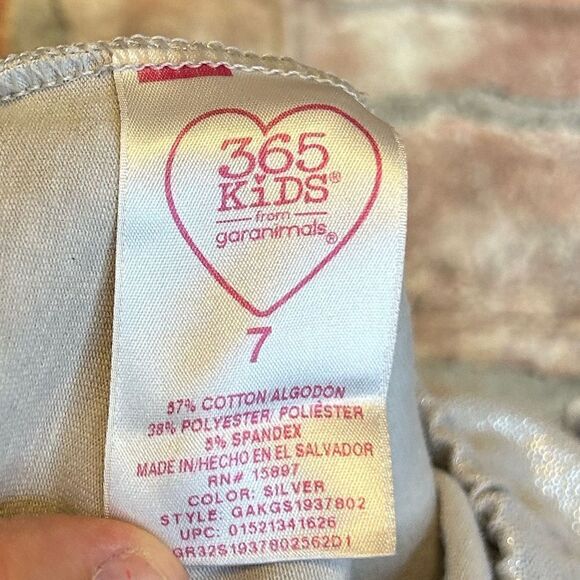 365
KiDS®
from
garanimals®
7
57% COTTON/ALGODÓN
38% POLYESTER/ POLIÉSTER
5% SPANDEX
MADE IN/HECHO EN EL SALVADOR
RN# 15897
COLOR: SILVER
STYLE: GAKGS1937802
UPC: 01521341626
GR32S1937802562D1